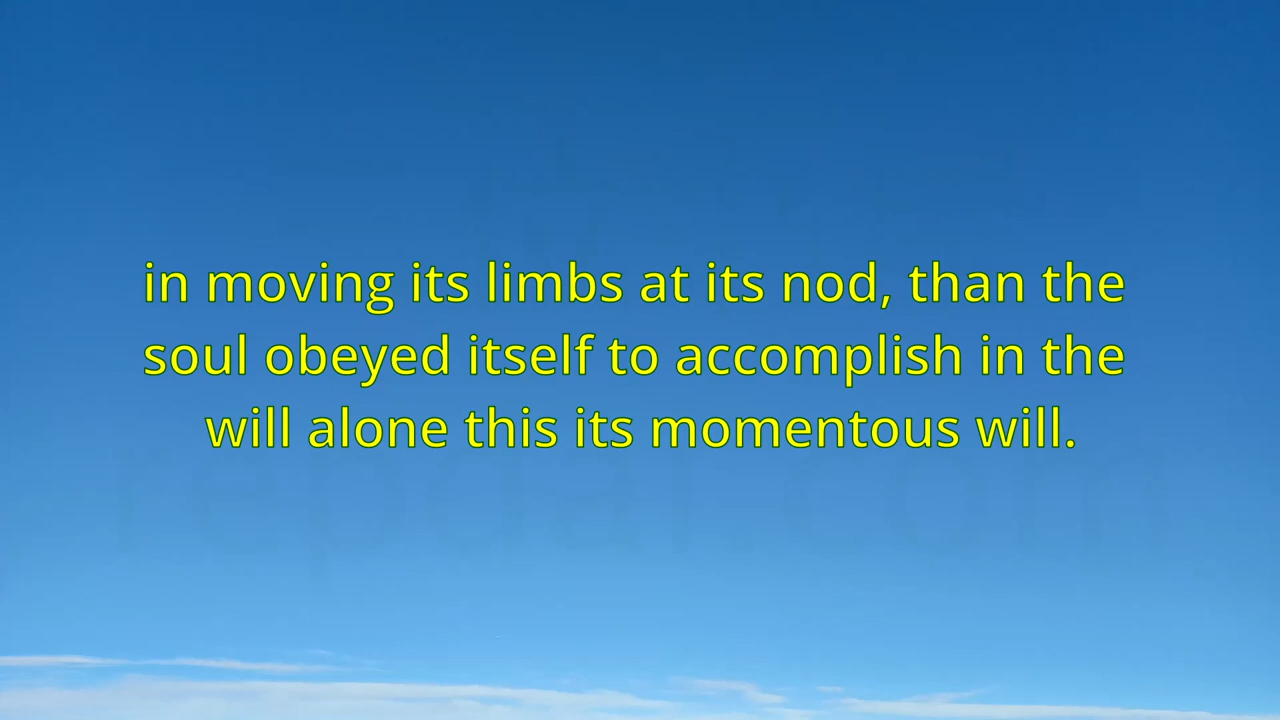 in moving its limbs at its nod, than the
soul obeyed itself to accomplish in the
will alone this its momentous will.